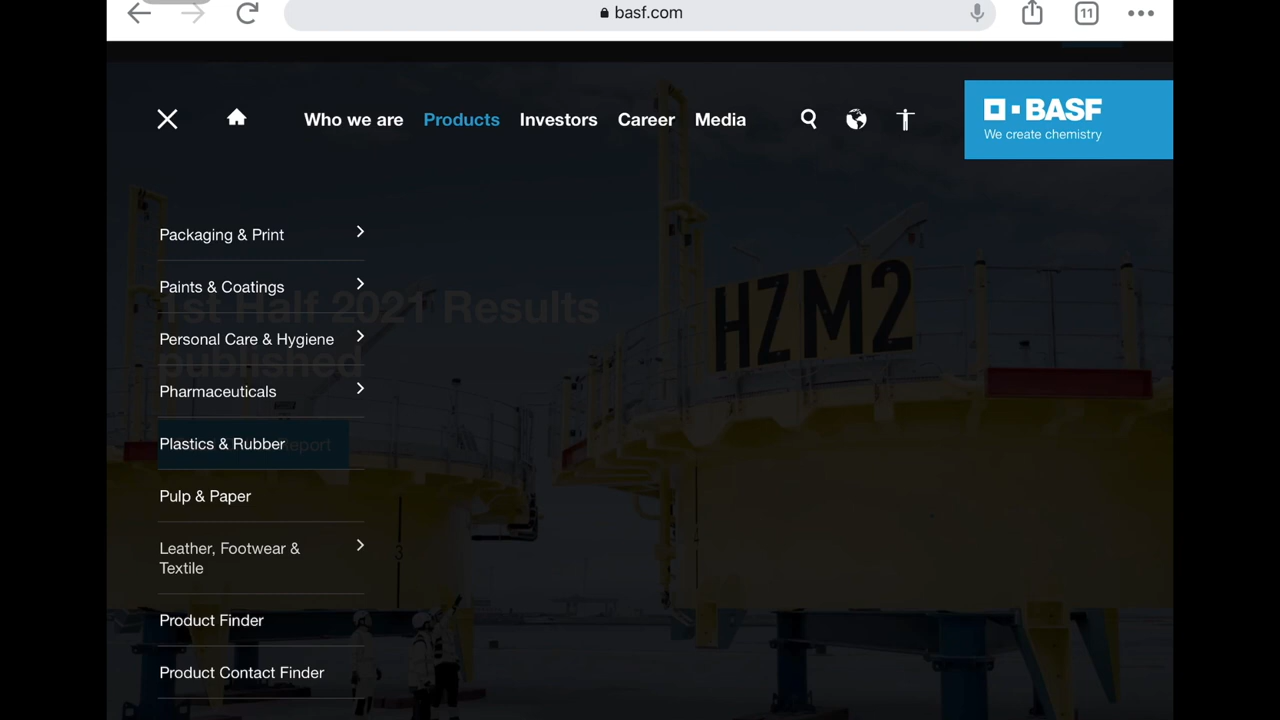 basf.com
11
Who we are Products Investors Career Media
BASF
We create chemistry
Packaging & Print
Paints & Coatings
1st Half 2021 Results
published
Personal Care & Hygiene
Pharmaceuticals
Plastics & Rubber
Report
Pulp & Paper
Leather, Footwear &
Textile
Product Finder
Product Contact Finder
HZM2
3